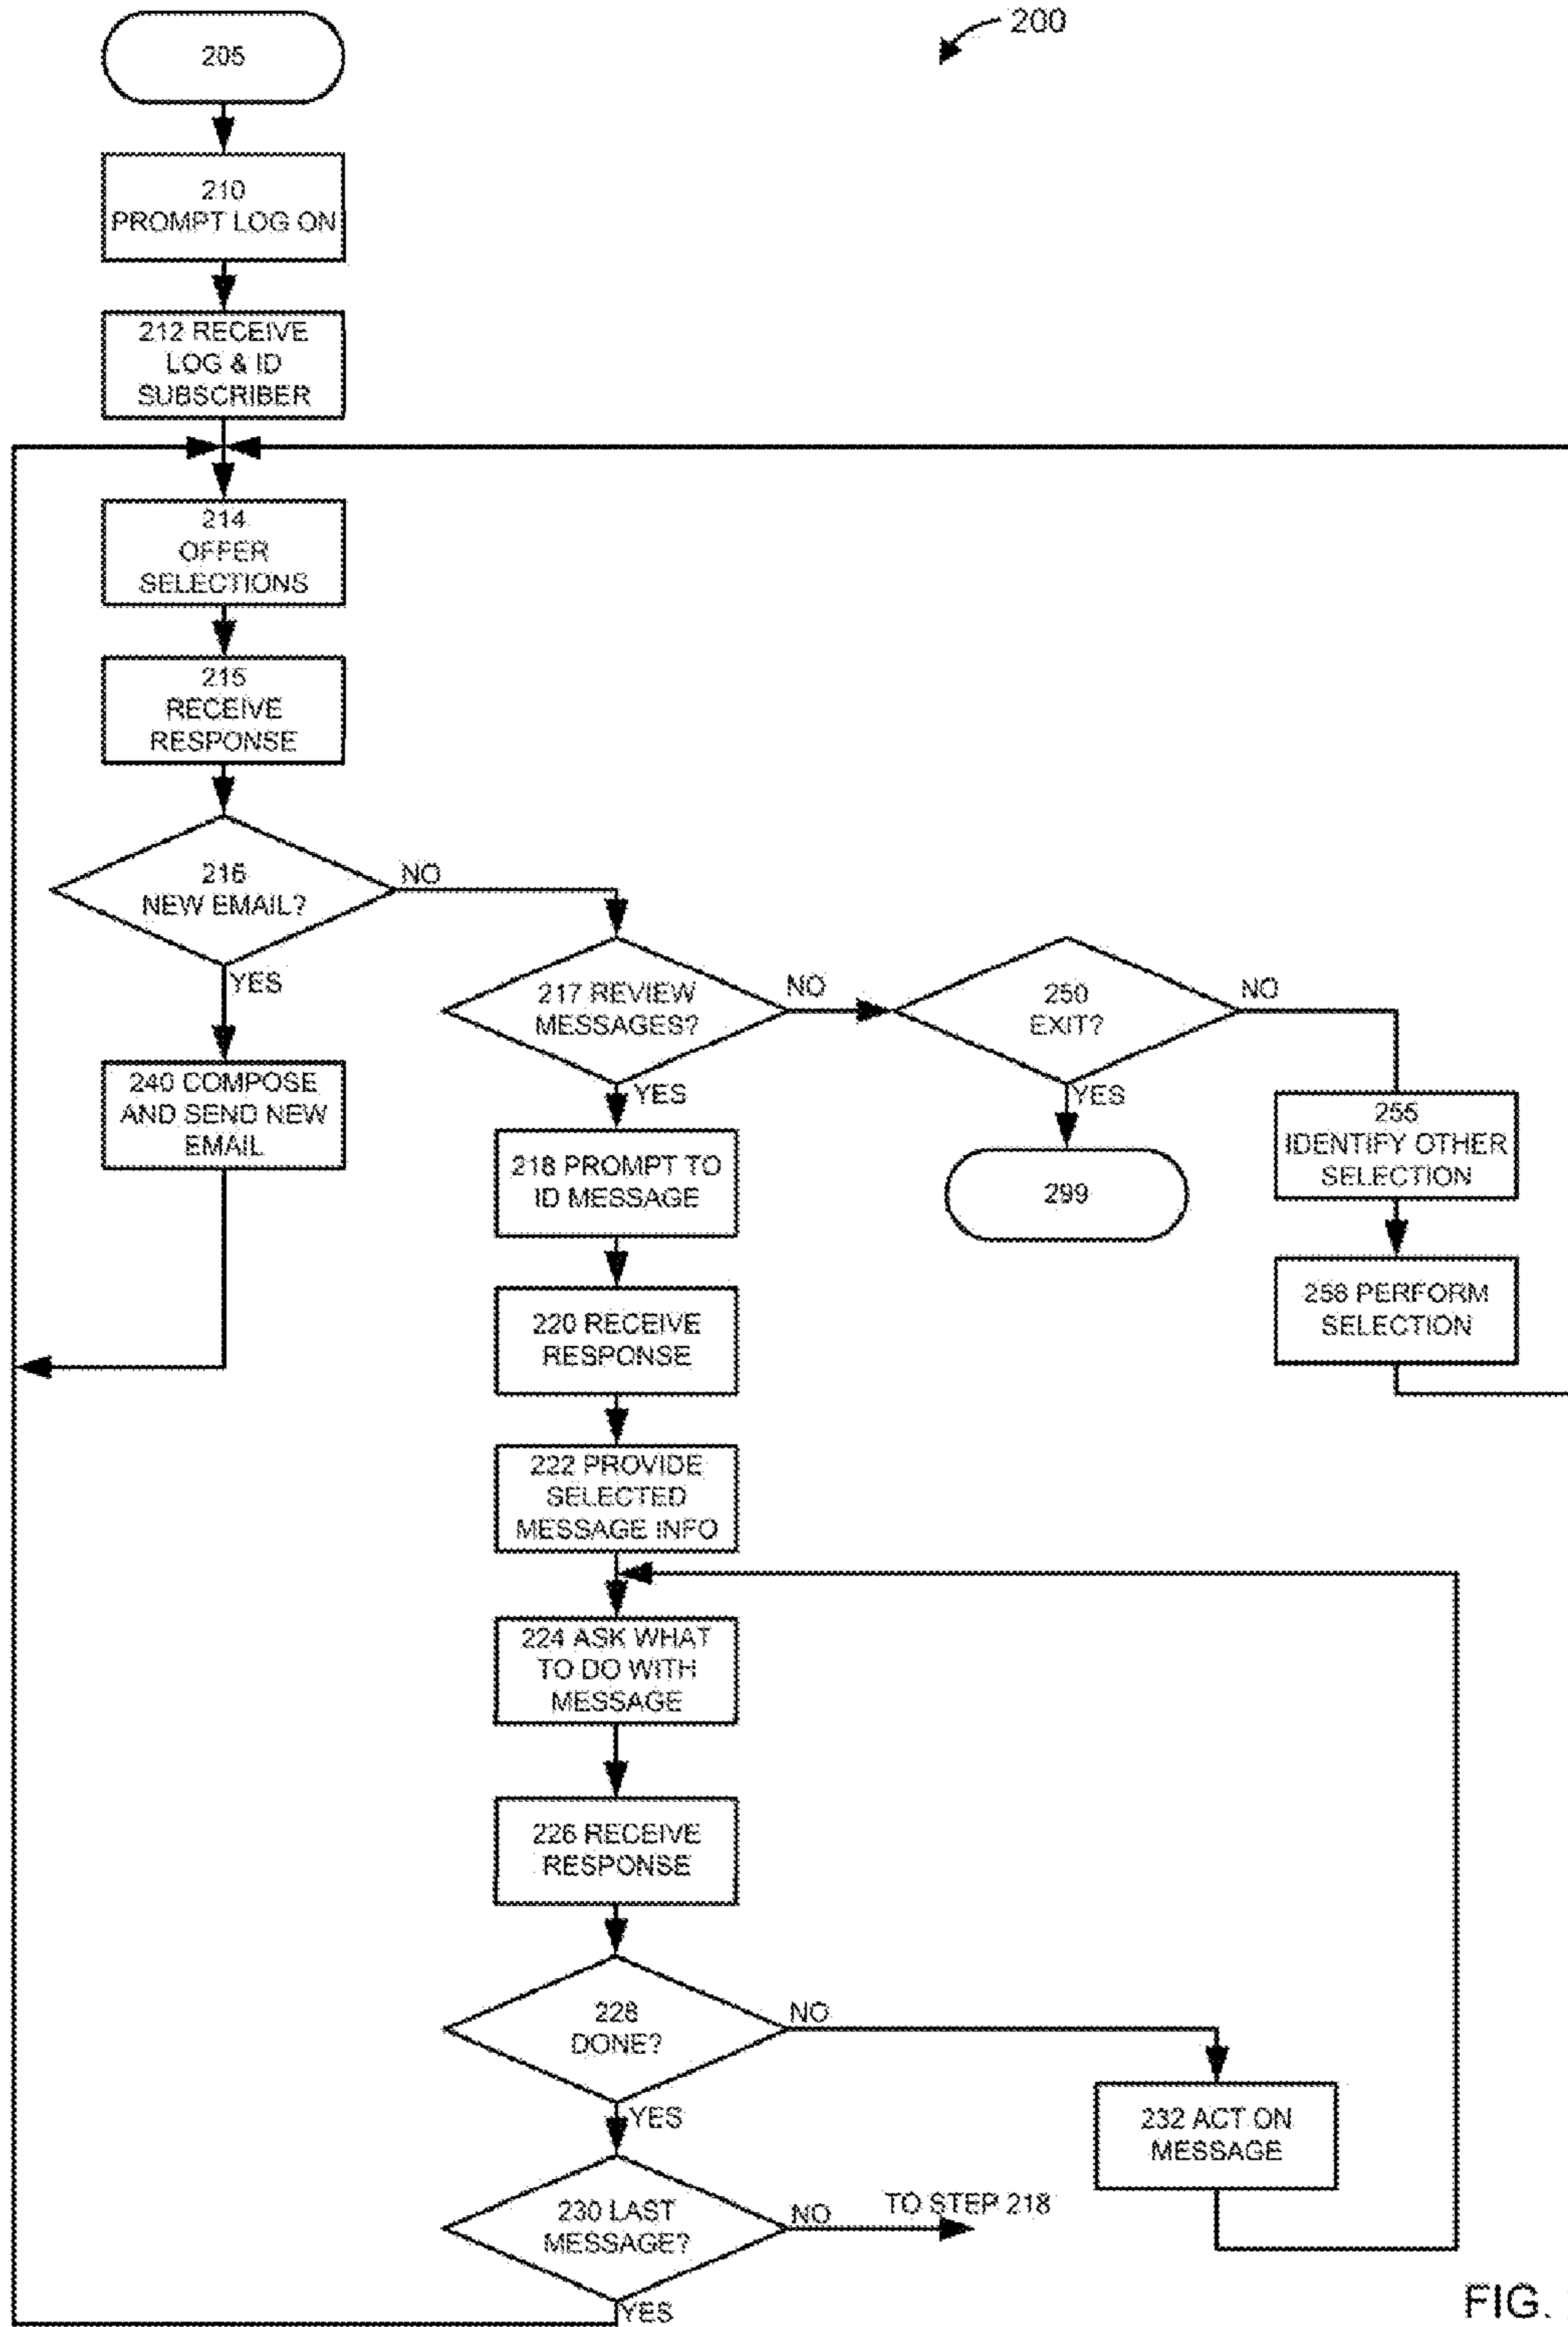 200
205
210
PROMPT LOG ON
212 RECEIVE
LOG & ID
SUBSCRIBER
214
OFFER
SELECTIONS
215
RECEIVE
RESPONSE
216
NEW EMAIL?
NO
YES
240 COMPOSE
AND SEND NEW
EMAIL
217 REVIEW
MESSAGES?
NO
YES
250
EXIT?
NO
YES
299
255
IDENTIFY OTHER
SELECTION
258 PERFORM
SELECTION
218 PROMPT TO
ID MESSAGE
220 RECEIVE
RESPONSE
222 PROVIDE
SELECTED
MESSAGE INFO
224 ASK WHAT
TO DO WITH
MESSAGE
226 RECEIVE
RESPONSE
228
DONE?
NO
YES
232 ACT ON
MESSAGE
230 LAST
MESSAGE?
NO
TO STEP 218
YES
FIG.